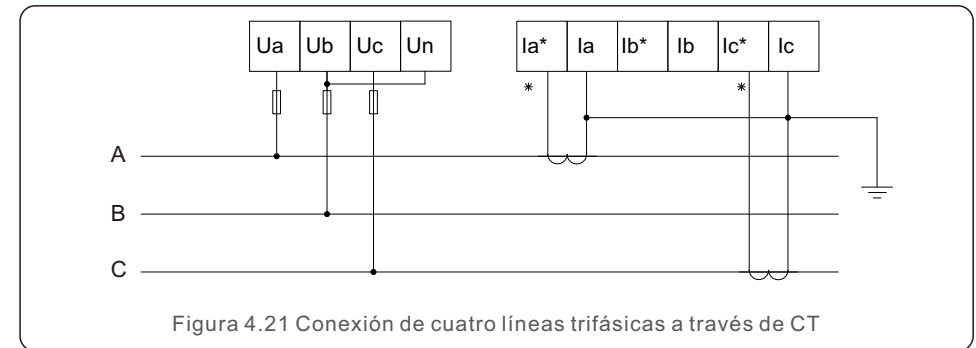 Ua Ub Uc Un Ia* Ia Ib* Ib Ic* Ic
* *
A
B
C
Figura 4.21 Conexión de cuatro líneas trifásicas a través de CT